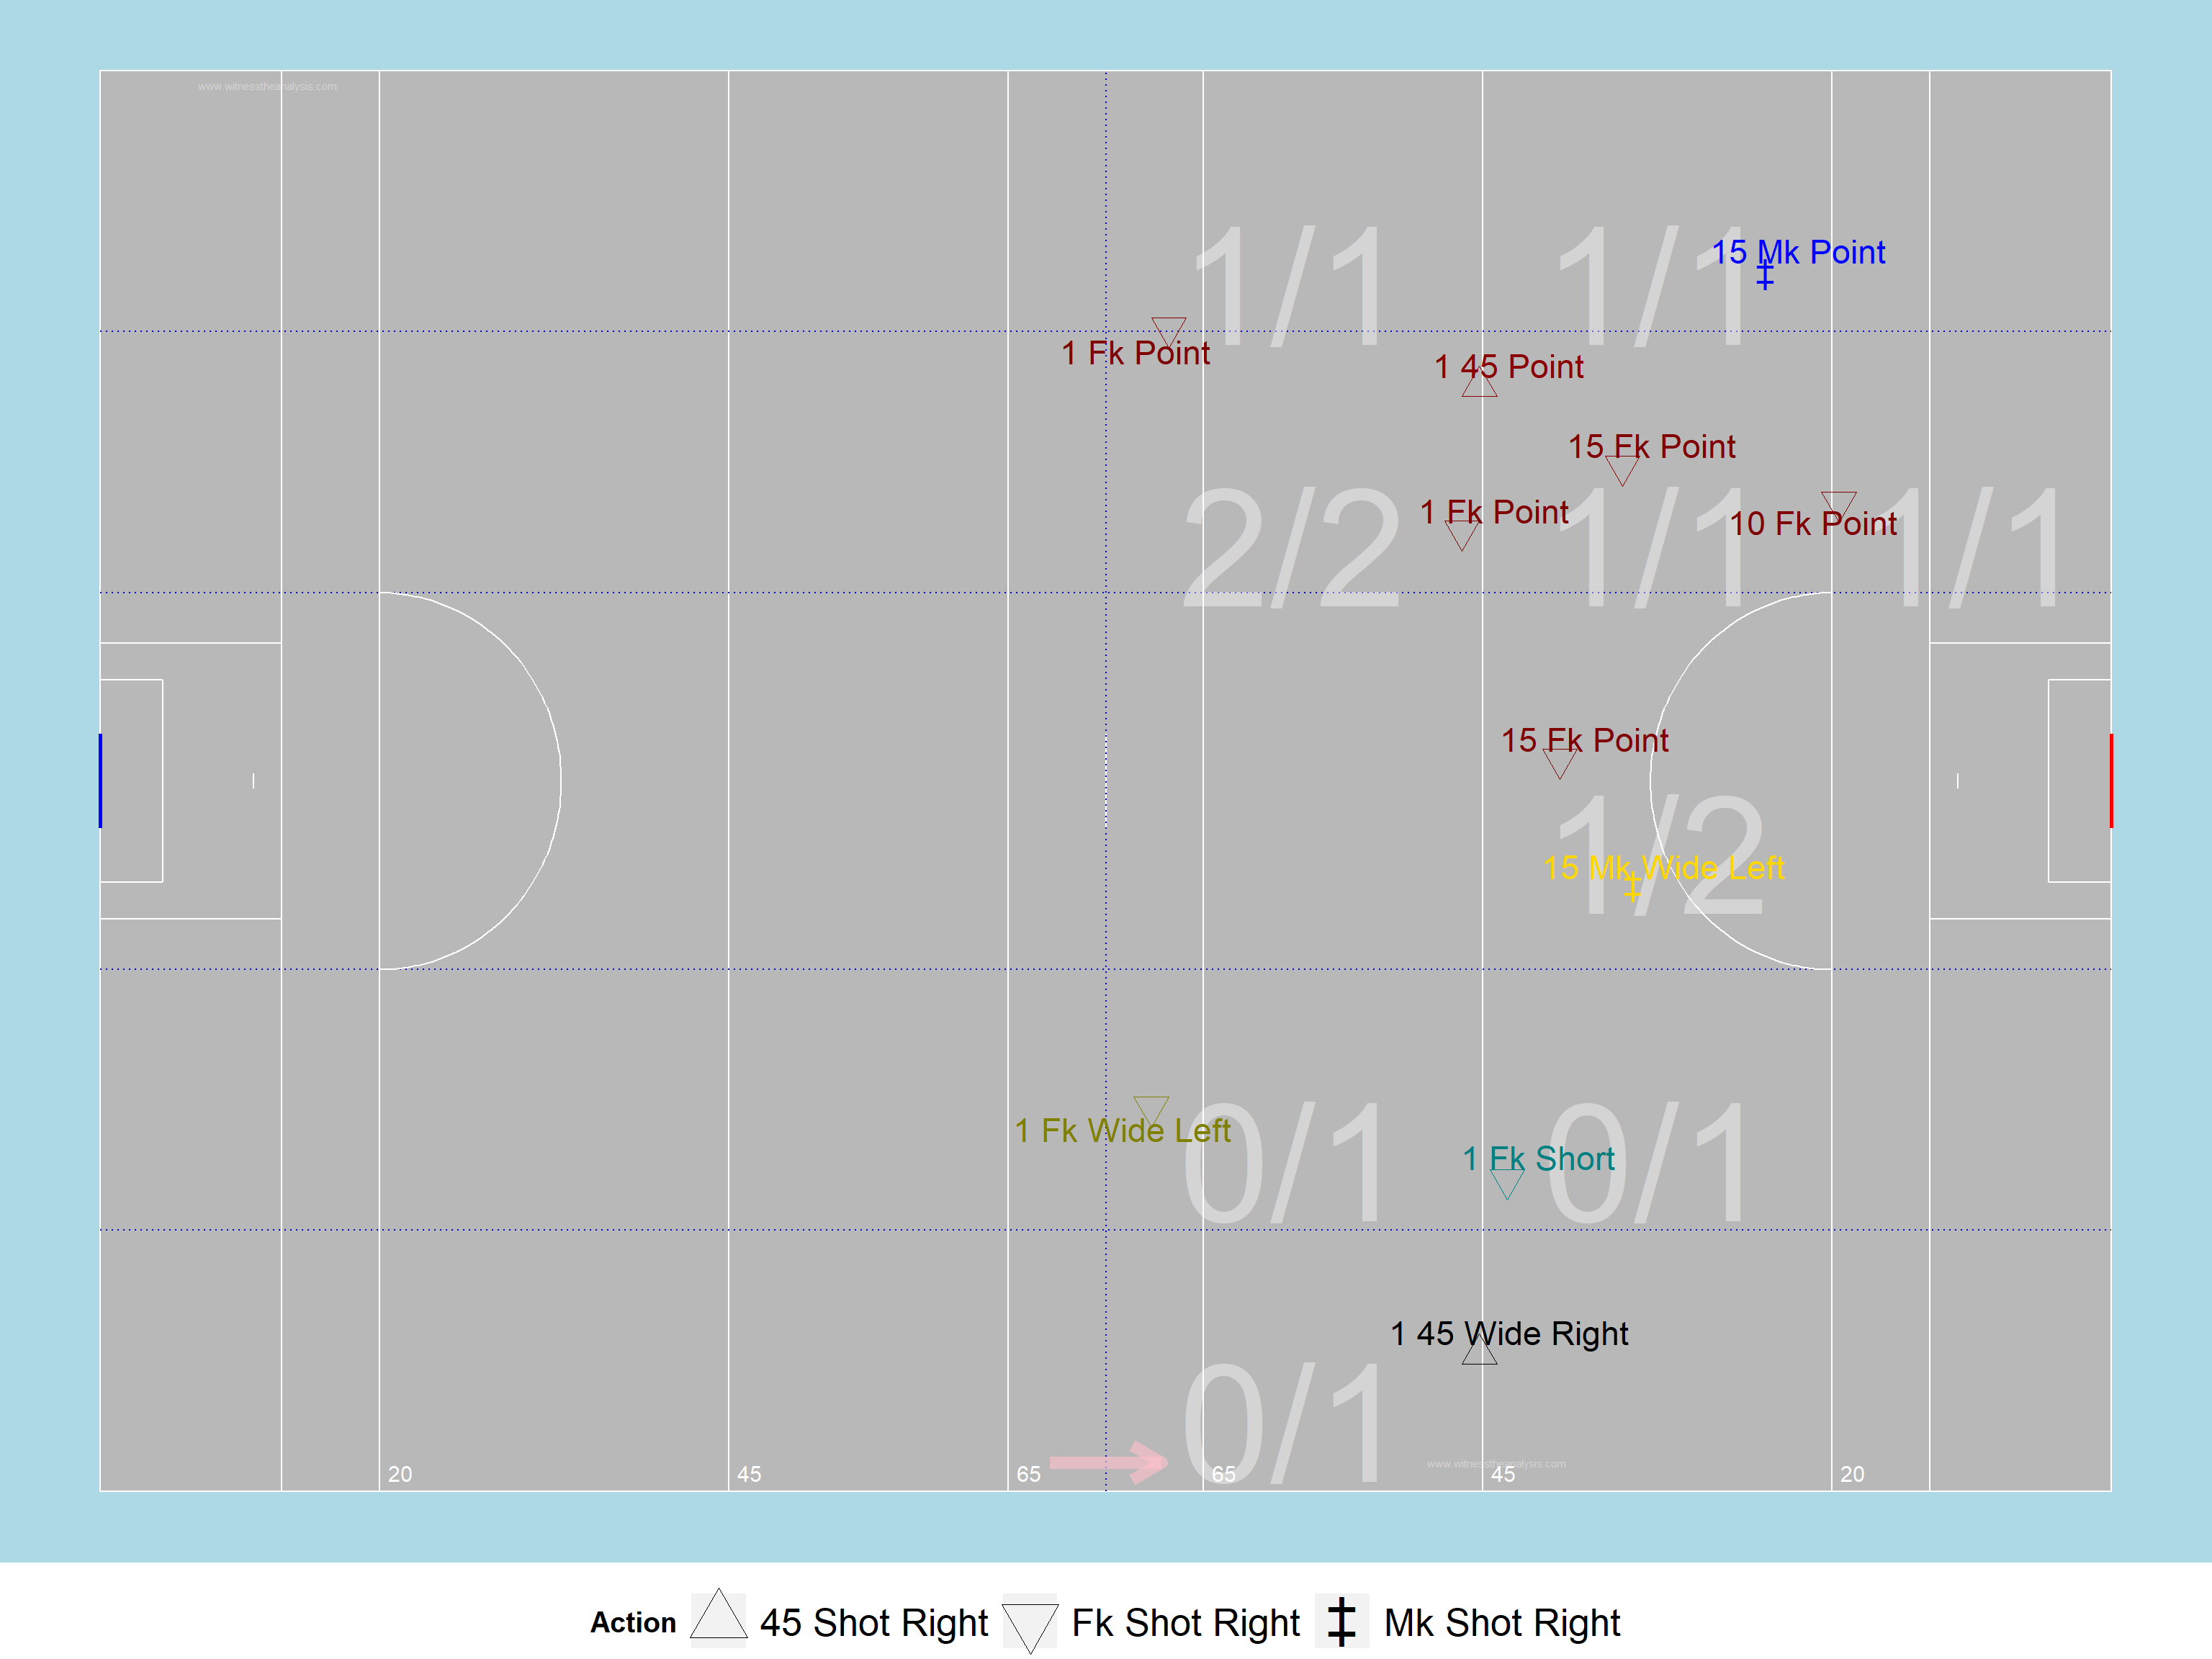 www.witnesstheanalysis.com
1/1
1/1
15 Mk Point
1 Fk Point
1 45 Point
15 Fk Point
1 Fk Point
10 Fk Point
2/2
1/1
1/1
15 Fk Point
1/2
15 Mk Wide Left
1 Fk Wide Left
0/1
1 Fk Short
0/1
1 45 Wide Right
0/1
www.witnesstheanalysis.com
20
45
65
65
45
20
Action
45 Shot Right
Fk Shot Right
Mk Shot Right